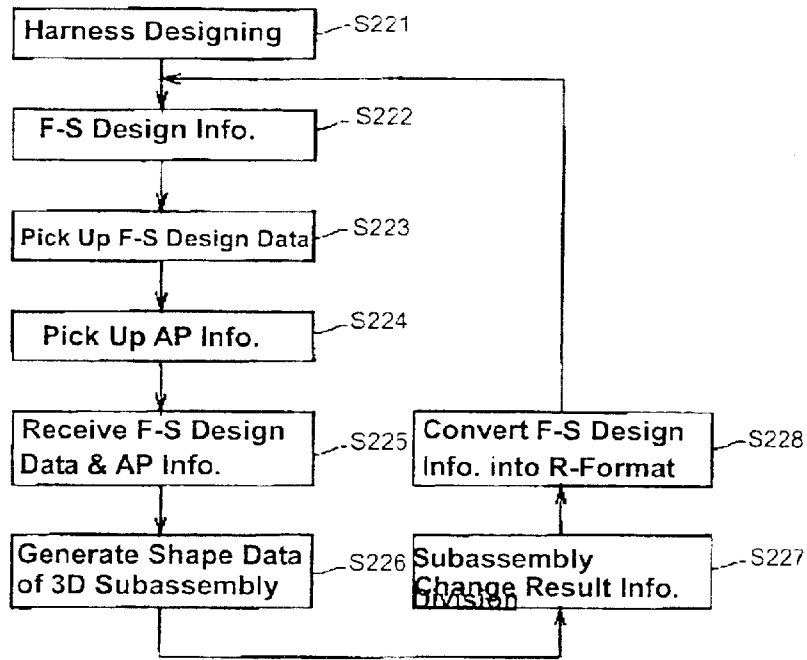 Harness Designing
S221
F-S Design Info.
S222
Pick Up F-S Design Data
S223
Pick Up AP Info.
S224
Receive F-S Design
Data & AP Info.
S225
Generate Shape Data
of 3D Subassembly
S226
Subassembly
Division
Change Result Info.
S227
Convert F-S Design
Info. into R-Format
S228